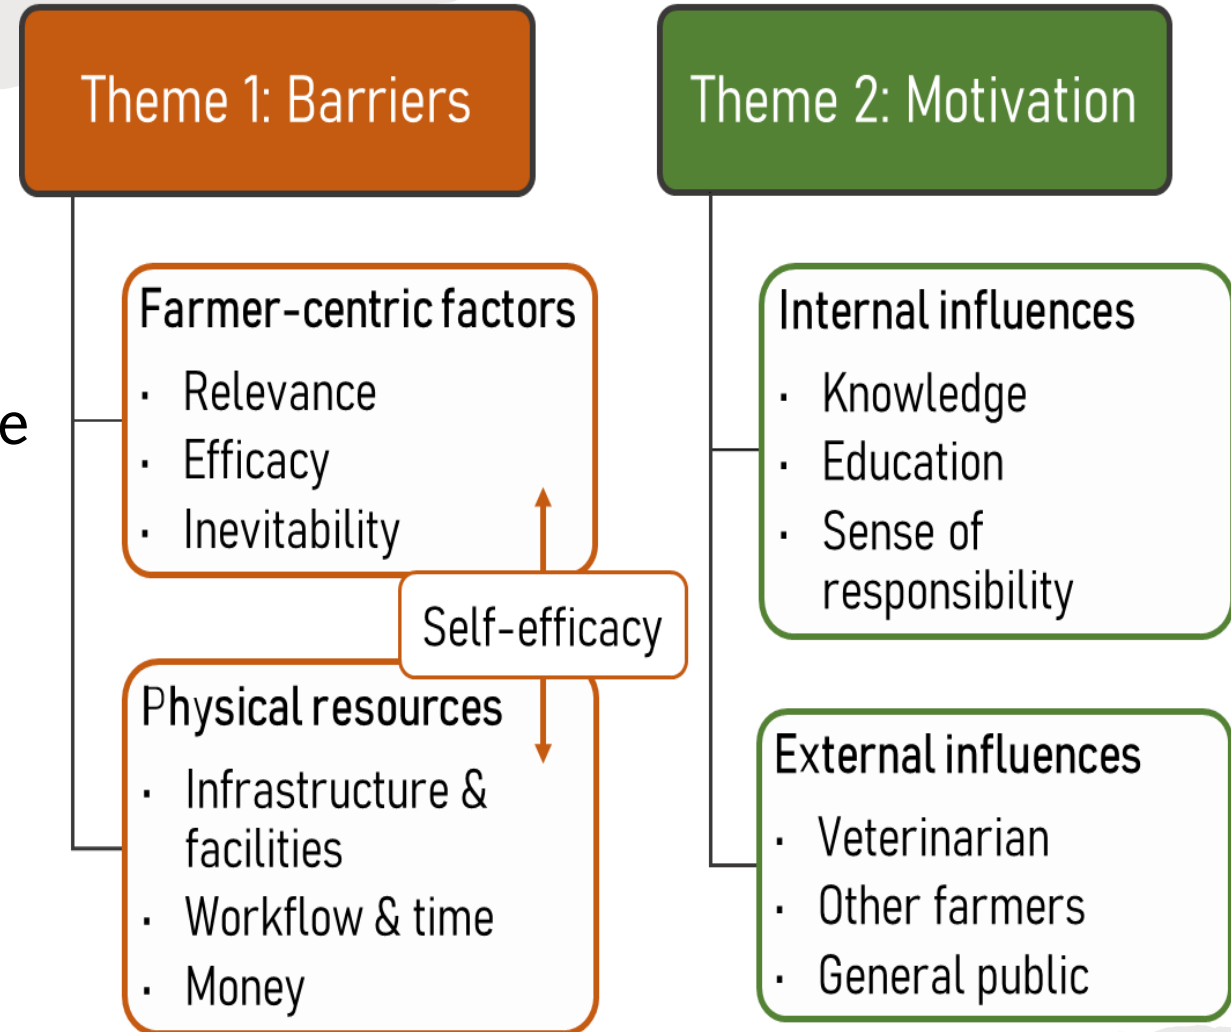 Theme 1: Barriers
Farmer-centric factors
· Relevance
· Efficacy
· Inevitability
Self-efficacy
Physical resources
· Infrastructure &
facilities
· Workflow & time
· Money
e
Theme 2: Motivation
Internal influences
· Knowledge
· Education
· Sense of
responsibility
External influences
· Veterinarian
· Other farmers
· General public